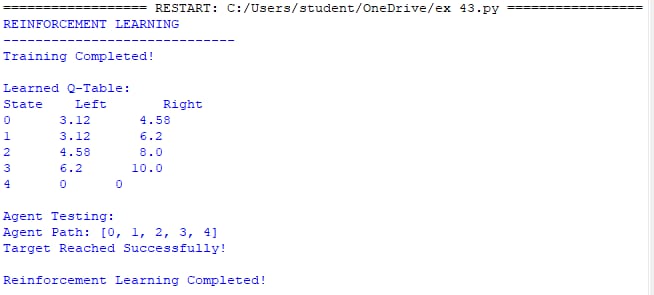 ================== RESTART: C:/Users/student/OneDrive/ex 43.py =================
REINFORCEMENT LEARNING
-----------------------------
Training Completed!
Learned Q-Table:
State    Left       Right
0      3.12      4.58
1      3.12      6.2
2      4.58      8.0
3      6.2      10.0
4      0      0
Agent Testing:
Agent Path: [0, 1, 2, 3, 4]
Target Reached Successfully!
Reinforcement Learning Completed!